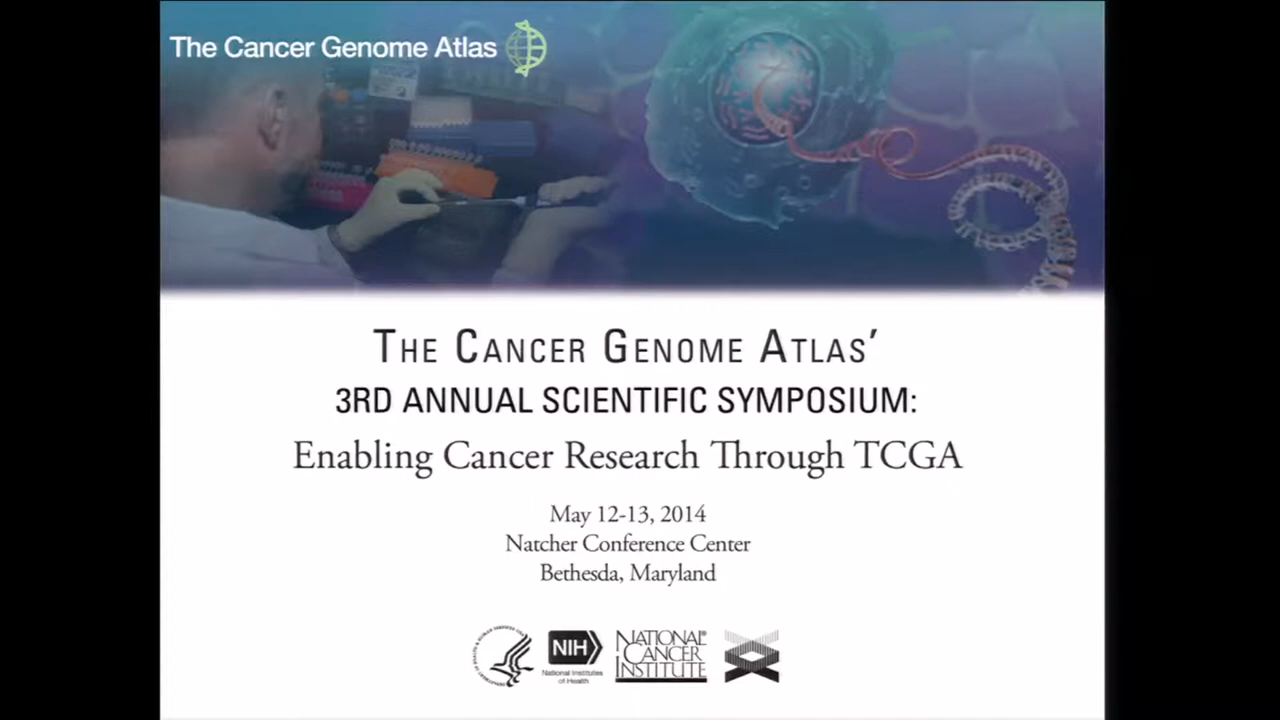 The Cancer Genome Atlas
THE CANCER GENOME ATLAS’
3RD ANNUAL SCIENTIFIC SYMPOSIUM:
Enabling Cancer Research Through TCGA
May 12-13, 2014
Natcher Conference Center
Bethesda, Maryland
NIH
National Institutes
of Health
NATIONAL®
CANCER
INSTITUTE